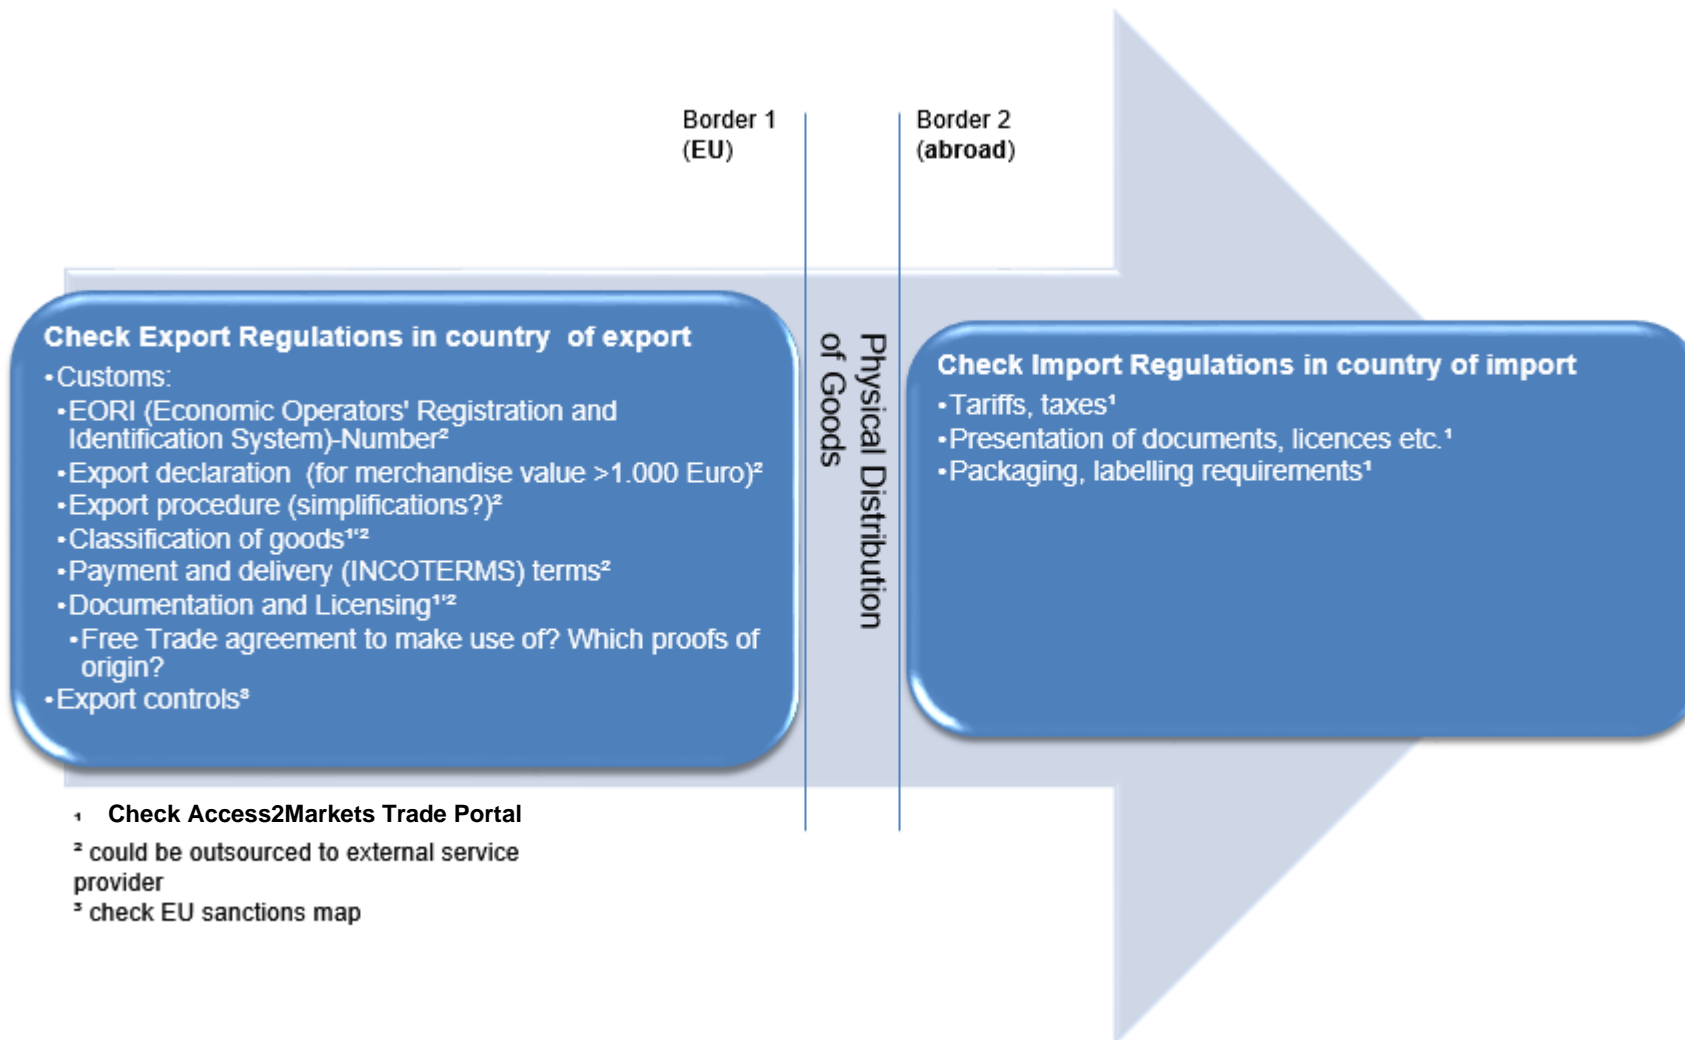 Border 1
(EU)
Border 2
(abroad)
Check Export Regulations in country  of export
•Customs:
•EORI (Economic Operators' Registration and
Identification System)-Number²
•Export declaration  (for merchandise value >1.000 Euro)²
•Export procedure (simplifications?)²
•Classification of goods¹'²
•Payment and delivery (INCOTERMS) terms²
•Documentation and Licensing¹'²
•Free Trade agreement to make use of? Which proofs of
origin?
•Export controls³
Physical Distribution
of Goods
Check Import Regulations in country of import
•Tariffs, taxes¹
•Presentation of documents, licences etc.¹
•Packaging, labelling requirements¹
¹ Check Access2Markets Trade Portal
² could be outsourced to external service
provider
³ check EU sanctions map